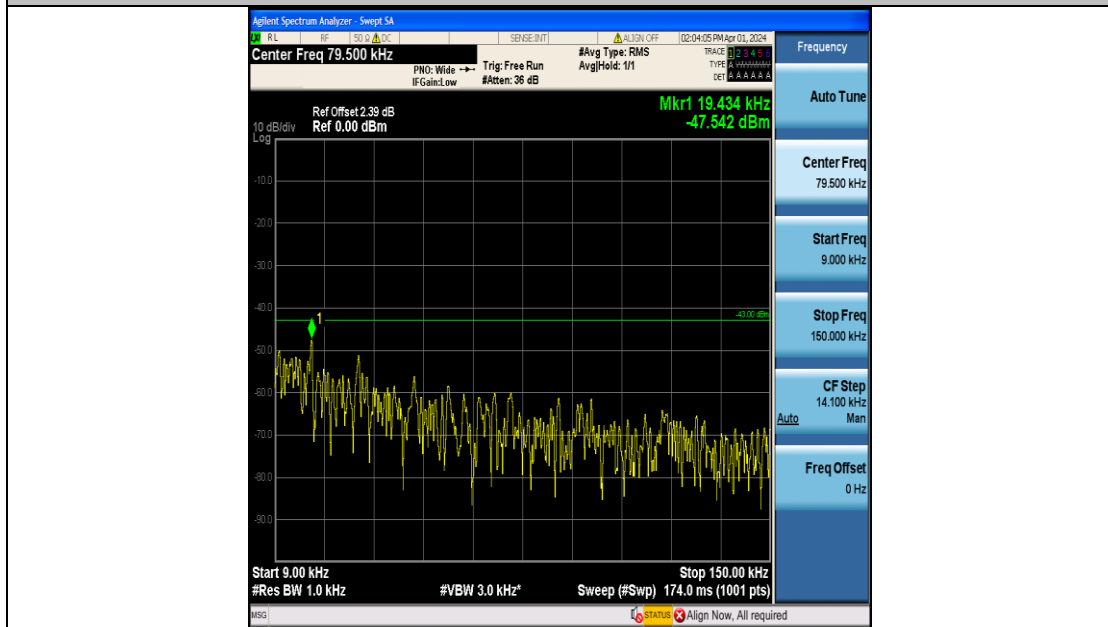 Agilent Spectrum Analyzer - Swept SA
RL RF 50 Ω DC SENSE:INT ALIGN OFF 02:04:05 PM Apr 01, 2024
Center Freq 79.500 kHz
PNO: Wide
IFGain:Low
Trig: Free Run
#Atten: 36 dB
#Avg Type: RMS
Avg|Hold: 1/1
TRACE 1 2 3 4 5 6
TYPE A
DET A A A A A A
Ref Offset 2.39 dB
10 dB/div Ref 0.00 dBm
Log
Mkr1 19.434 kHz
-47.542 dBm
-10.0
-20.0
-30.0
-40.0
-43.00 dBm
1
-50.0
-60.0
-70.0
-80.0
-90.0
Start 9.00 kHz Stop 150.00 kHz
#Res BW 1.0 kHz #VBW 3.0 kHz* Sweep (#Swp) 174.0 ms (1001 pts)
MSG STATUS Align Now, All required
Frequency
Auto Tune
Center Freq
79.500 kHz
Start Freq
9.000 kHz
Stop Freq
150.000 kHz
CF Step
14.100 kHz
Auto Man
Freq Offset
0 Hz